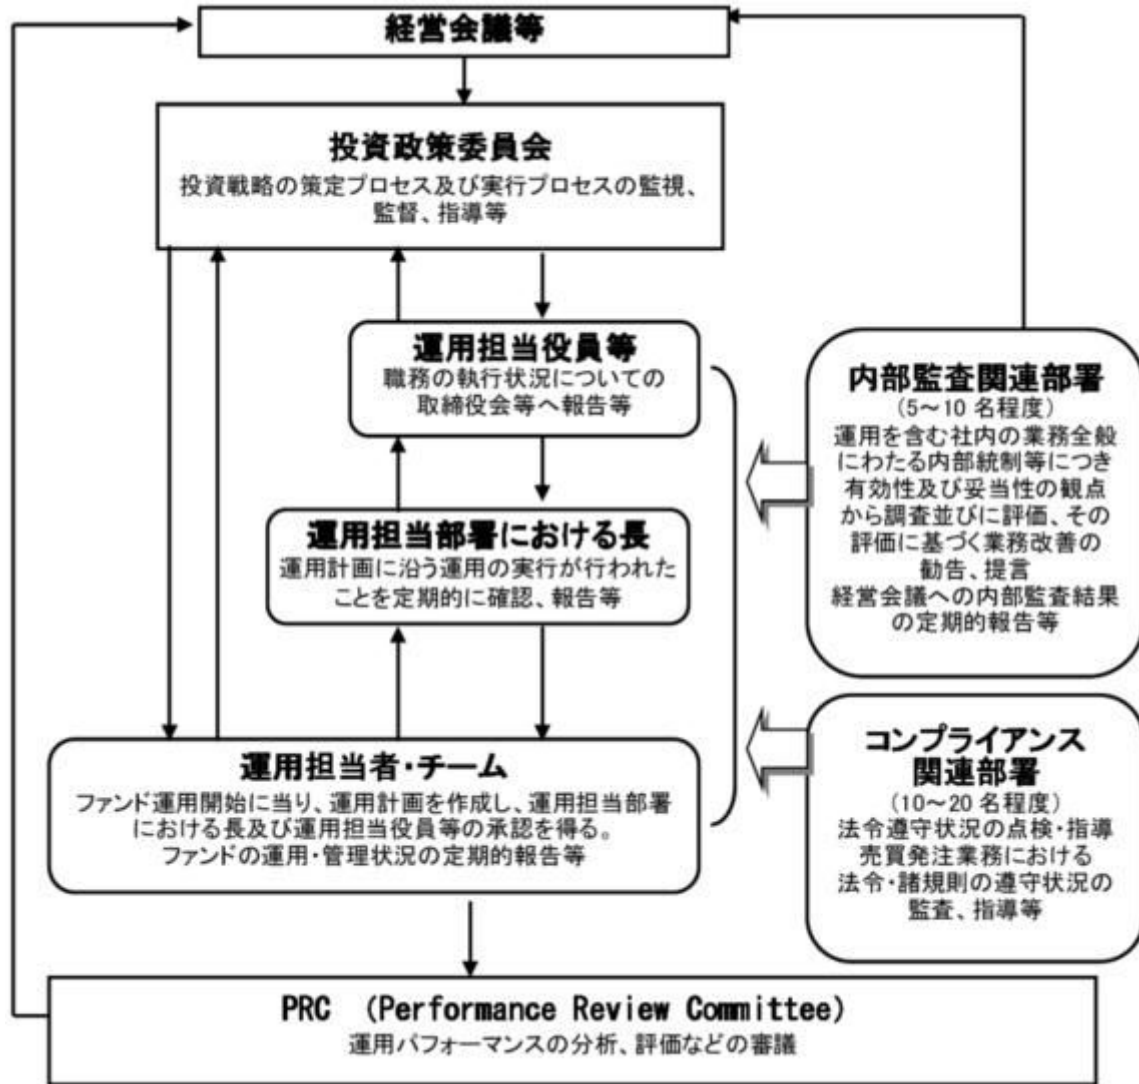 経営会議等
投資政策委員会
投資戦略の策定プロセス及び実行プロセスの監視、
監督、指導等
運用担当役員等
職務の執行状況についての
取締役会等へ報告等
運用担当部署における長
運用計画に沿う運用の実行が行われた
ことを定期的に確認、報告等
運用担当者・チーム
ファンド運用開始に当り、運用計画を作成し、運用担当部署
における長及び運用担当役員等の承認を得る。
ファンドの運用・管理状況の定期的報告等
内部監査関連部署
(5～10 名程度)
運用を含む社内の業務全般
にわたる内部統制等につき
有効性及び妥当性の観点
から調査並びに評価、その
評価に基づく業務改善の
勧告、提言
経営会議への内部監査結果
の定期的報告等
コンプライアンス
関連部署
(10～20 名程度)
法令遵守状況の点検・指導
売買発注業務における
法令・諸規則の遵守状況の
監査、指導等
PRC (Performance Review Committee)
運用パフォーマンスの分析、評価などの審議